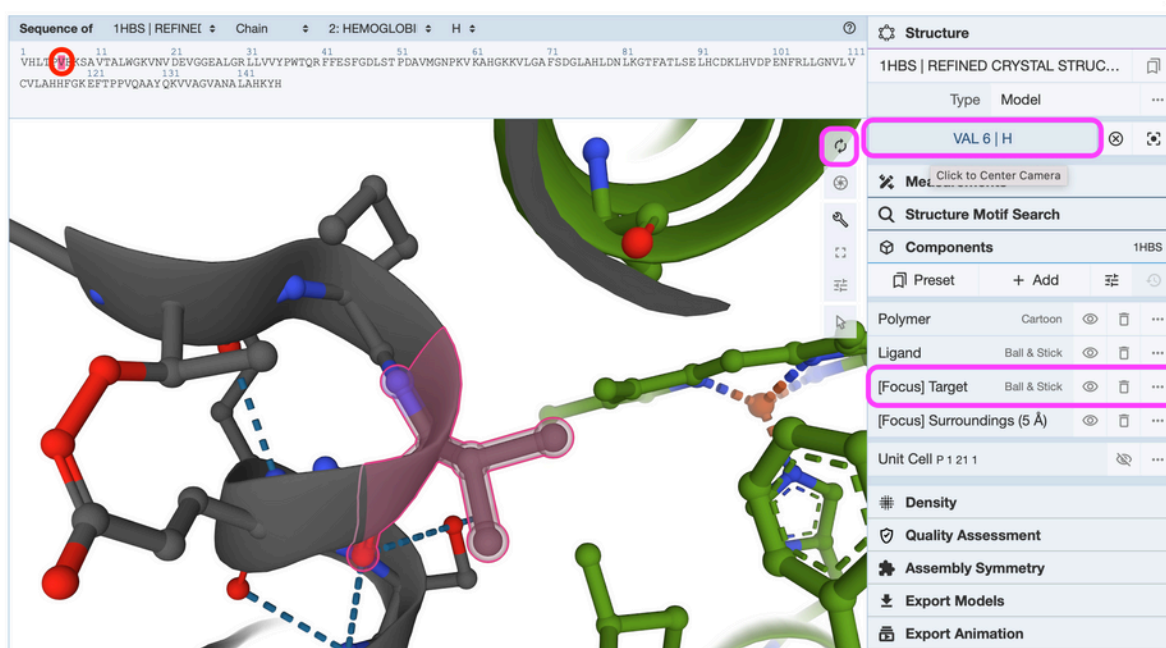 Sequence of 1HBS | REFINE[ Chain 2: HEMOGLOBI H
1 11 21 31 41 51 61 71 81 91 101 111
VHLTPVEKSAVTALWGKVNVDEVGGEALGRLLVVYPWTQRFFESFGDLSTPDAVMGNPKVKAHGKKVLGAFSDGLAHLDNLKGTFATLSELHCDKLHVDPENFRLLGNVLV
121 131 141
CVLAHHFGKEFTPPVQAAYQKVVAGVANALAHKYH
Structure
1HBS | REFINED CRYSTAL STRUC...
Type Model
VAL 6 | H
Click to Center Camera
Structure Motif Search
Components 1HBS
Preset + Add
Polymer Cartoon
Ligand Ball & Stick
[Focus] Target Ball & Stick
[Focus] Surroundings (5 Å)
Unit Cell P 1 21 1
Density
Quality Assessment
Assembly Symmetry
Export Models
Export Animation